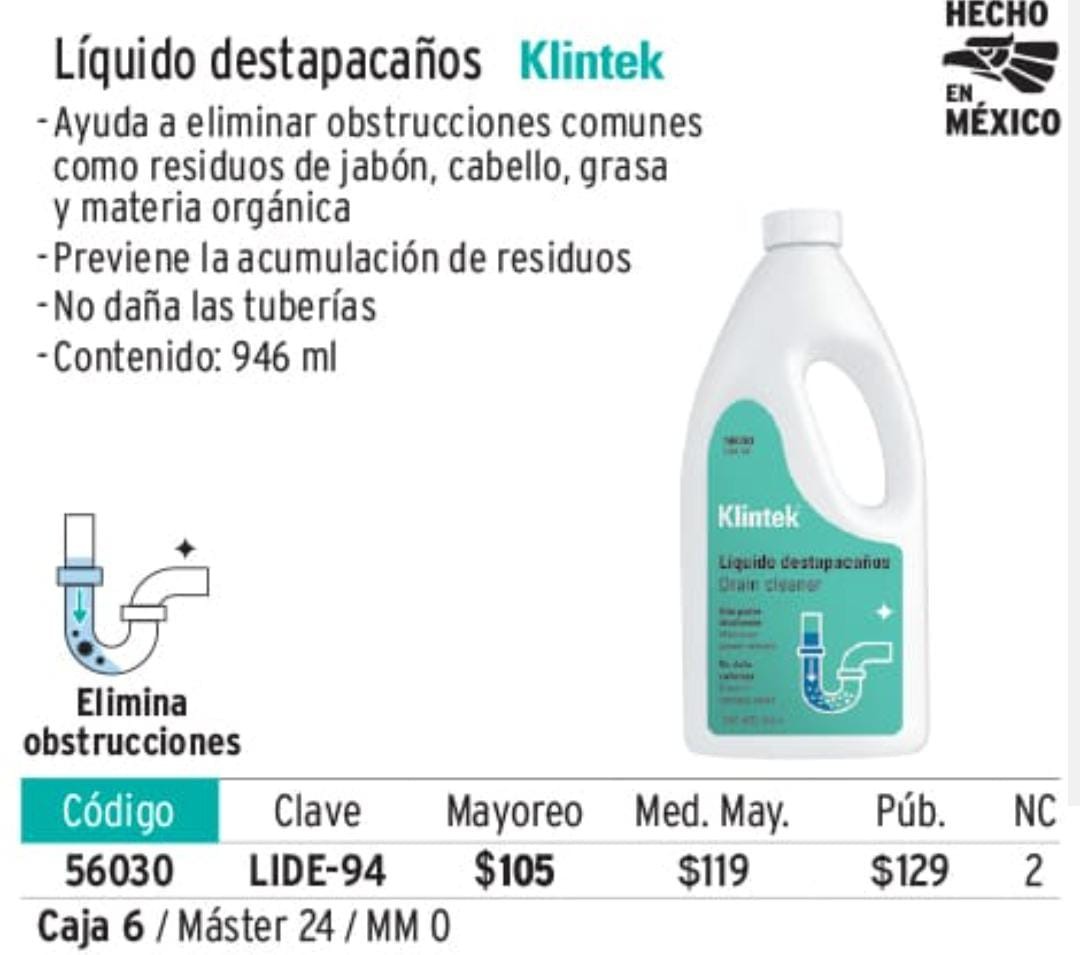 Líquido destapacaños Klintek
HECHO
EN
MÉXICO
-Ayuda a eliminar obstrucciones comunes
como residuos de jabón, cabello, grasa
y materia orgánica
-Previene la acumulación de residuos
-No daña las tuberías
-Contenido: 946 ml
Klintek
Líquido destapacaños
Drain cleaner
Elimina
obstrucciones
Código Clave Mayoreo Med. May. Púb. NC
56030 LIDE-94 $105 $119 $129 2
Caja 6 / Máster 24 / MM 0